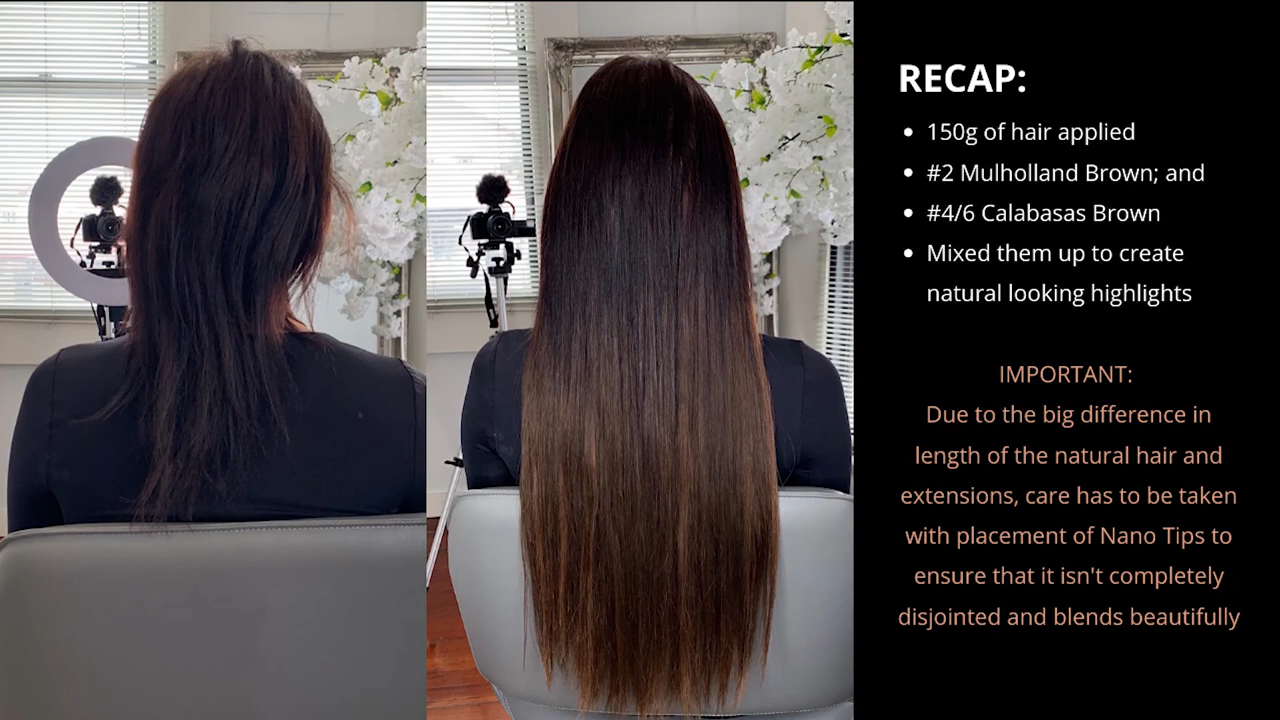 RECAP:
• 150g of hair applied
• #2 Mulholland Brown; and
• #4/6 Calabasas Brown
• Mixed them up to create
natural looking highlights
IMPORTANT:
Due to the big difference in
length of the natural hair and
extensions, care has to be taken
with placement of Nano Tips to
ensure that it isn't completely
disjointed and blends beautifully